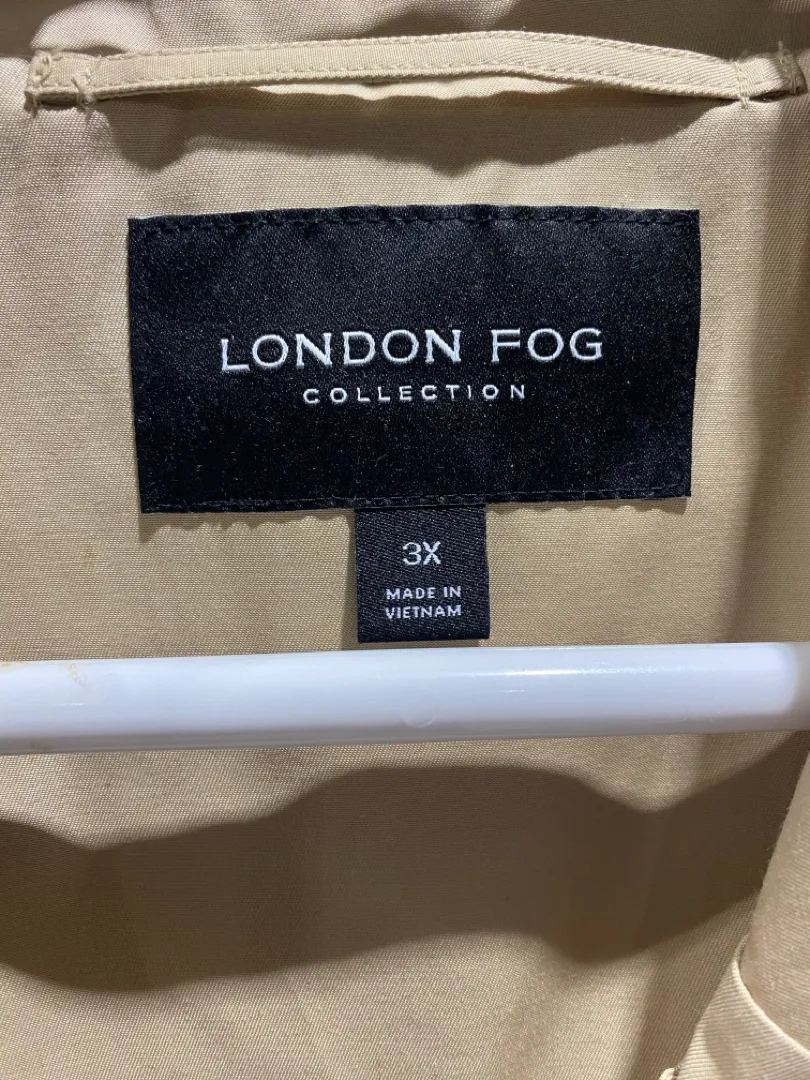 LONDON FOG
COLLECTION
3X
MADE IN
VIETNAM